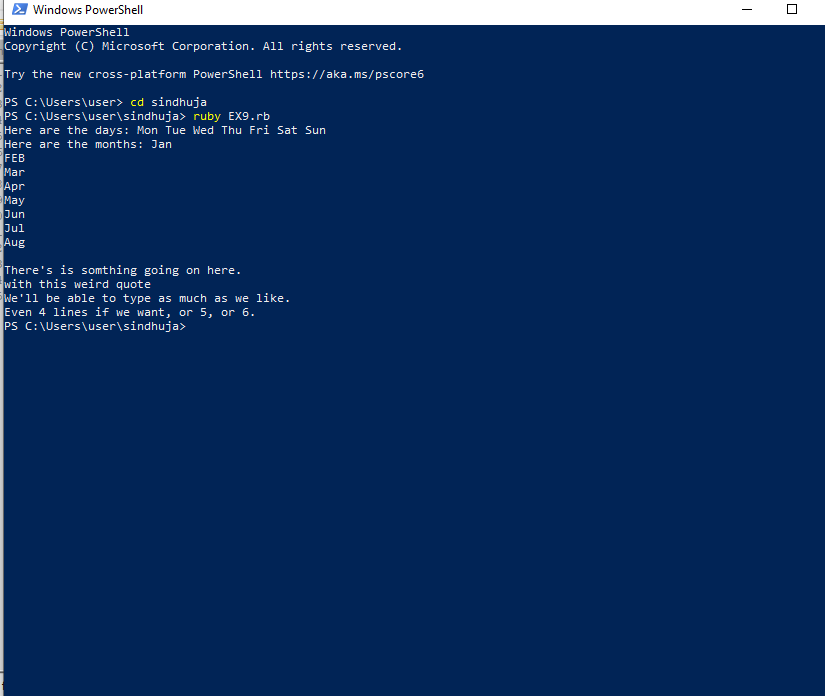 Windows PowerShell
Windows PowerShell
Copyright (C) Microsoft Corporation. All rights reserved.
Try the new cross-platform PowerShell https://aka.ms/pscore6
PS C:\Users\user> cd sindhuja
PS C:\Users\user\sindhuja> ruby EX9.rb
Here are the days: Mon Tue Wed Thu Fri Sat Sun
Here are the months: Jan
FEB
Mar
Apr
May
Jun
Jul
Aug
There's is somthing going on here.
with this weird quote
We'll be able to type as much as we like.
Even 4 lines if we want, or 5, or 6.
PS C:\Users\user\sindhuja>